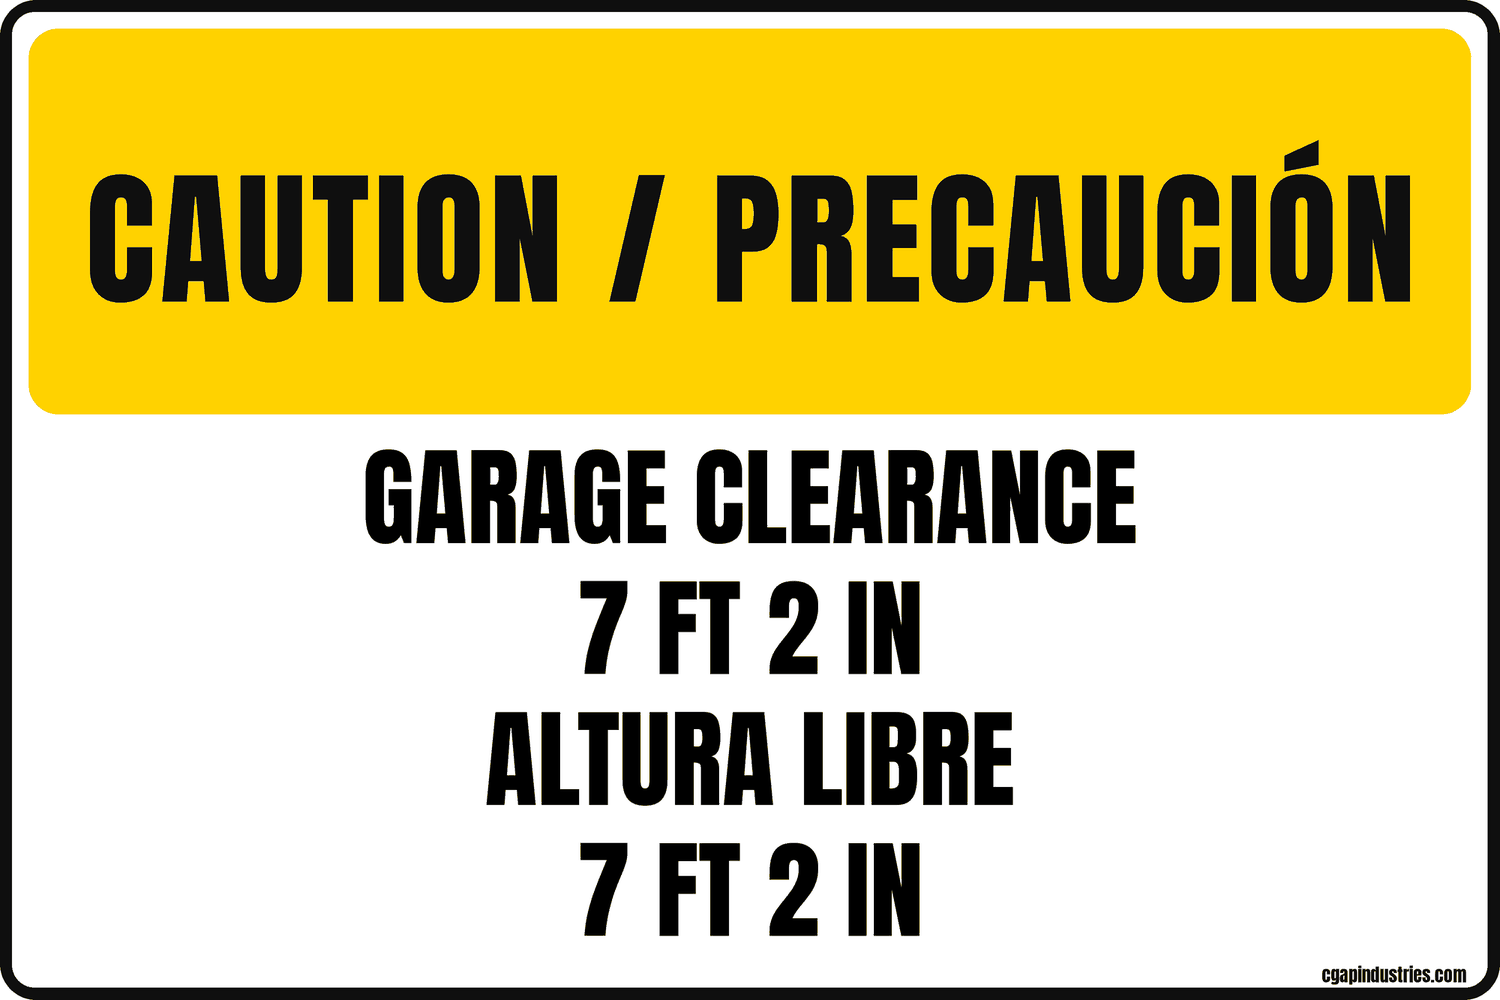 CAUTION / PRECAUCIÓN
GARAGE CLEARANCE
7 FT 2 IN
ALTURA LIBRE
7 FT 2 IN
cgapindustries.com